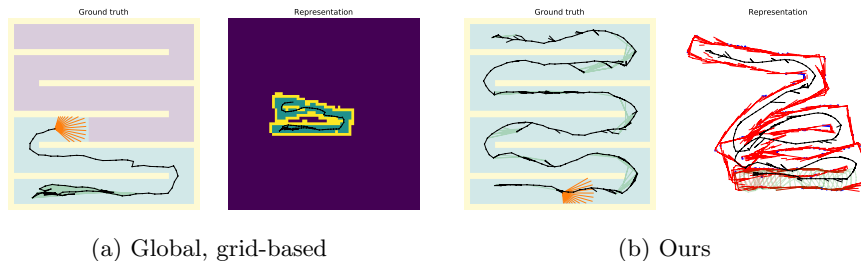 Ground truth
Representation
Ground truth
Representation
(a) Global, grid-based
(b) Ours